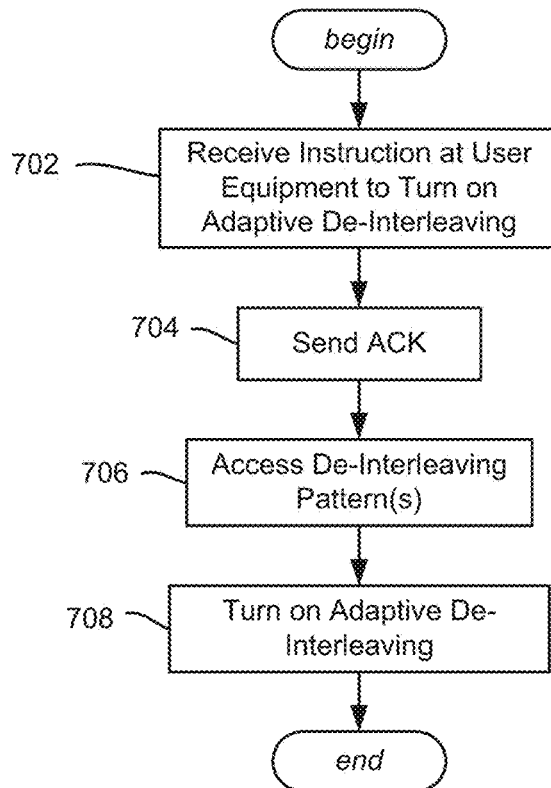 begin
702
Receive Instruction at User
Equipment to Turn on
Adaptive De-Interleaving
704
Send ACK
706
Access De-Interleaving
Pattern(s)
708
Turn on Adaptive De-
Interleaving
end